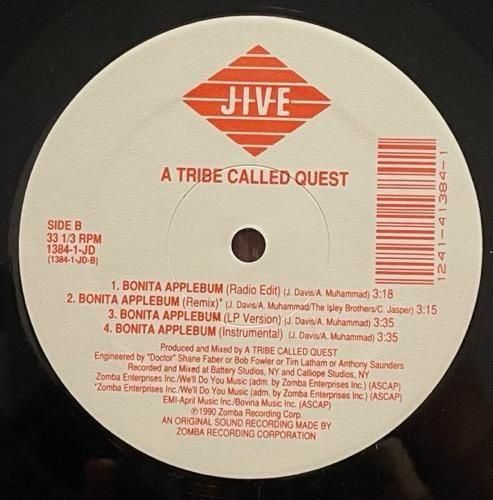 JIVE
A TRIBE CALLED QUEST
SIDE B
33 1/3 RPM
1384-1-JD
(1384-1-JD-B)
1241-41384-1
1. BONITA APPLEBUM (Radio Edit) (J. Davis/A. Muhammad) 3:18
2. BONITA APPLEBUM (Remix)* (J. Davis/A. Muhammad/The Isley Brothers/C. Jasper) 3:15
3. BONITA APPLEBUM (LP Version) (J. Davis/A. Muhammad) 3:35
4. BONITA APPLEBUM (Instrumental) (J. Davis/A. Muhammad) 3:35
Produced and Mixed by A TRIBE CALLED QUEST
Engineered by "Doctor" Shane Faber or Bob Fowler or Tim Latham or Anthony Saunders
Recorded and Mixed at Battery Studios, NY and Calliope Studios, NY
Zomba Enterprises Inc./We'll Do You Music (adm. by Zomba Enterprises Inc.) (ASCAP)
*Zomba Enterprises Inc./We'll Do You Music (adm. by Zomba Enterprises Inc.) (ASCAP)
EMI-April Music Inc./Bovina Music Inc. (ASCAP)
℗1990 Zomba Recording Corp.
AN ORIGINAL SOUND RECORDING MADE BY
ZOMBA RECORDING CORPORATION